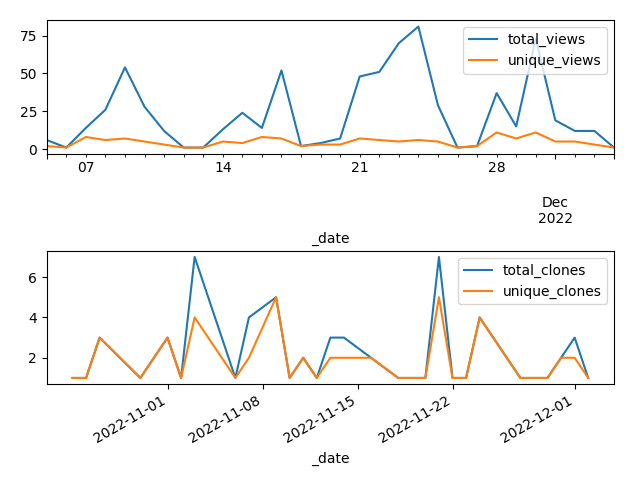 75
50
25
0
total_views
unique_views
07
14
21
28
Dec
2022
_date
6
4
2
total_clones
unique_clones
2022-11-01
2022-11-08
2022-11-15
2022-11-22
2022-12-01
_date